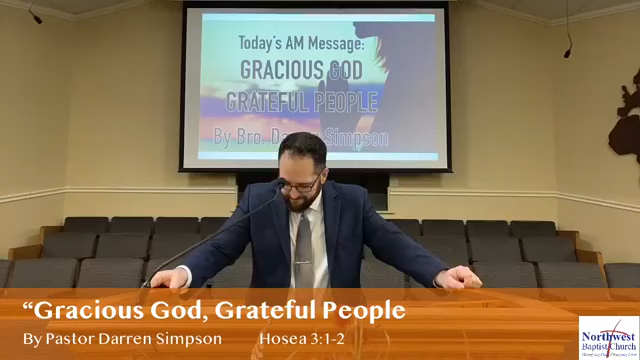 Today's AM Message:
GRACIOUS GOD
GRATEFUL PEOPLE
By Bro. Simpson
“Gracious God, Grateful People
By Pastor Darren Simpson Hosea 3:1-2
Northwest
Baptist Church